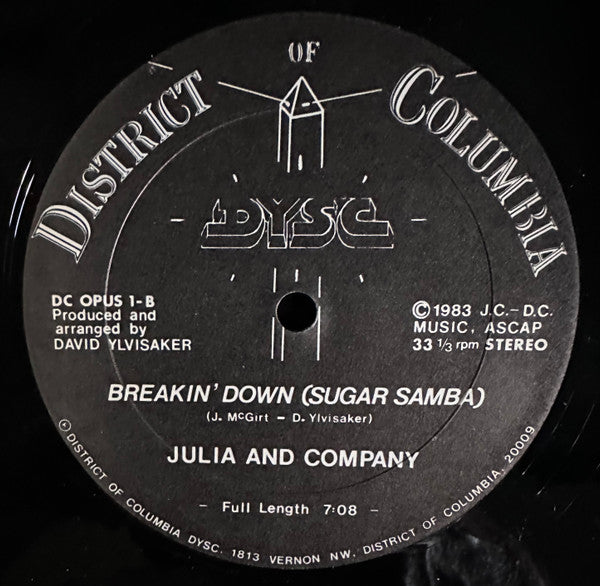 DISTRICT OF COLUMBIA
DYSC
DC OPUS 1-B
Produced and
arranged by
DAVID YLVISAKER
© 1983 J.C.-D.C.
MUSIC, ASCAP
33 1/3 rpm STEREO
BREAKIN' DOWN (SUGAR SAMBA)
(J. McGirt - D. Ylvisaker)
JULIA AND COMPANY
- Full Length 7:08 -
© DISTRICT OF COLUMBIA DYSC. 1813 VERNON NW, DISTRICT OF COLUMBIA, 20009